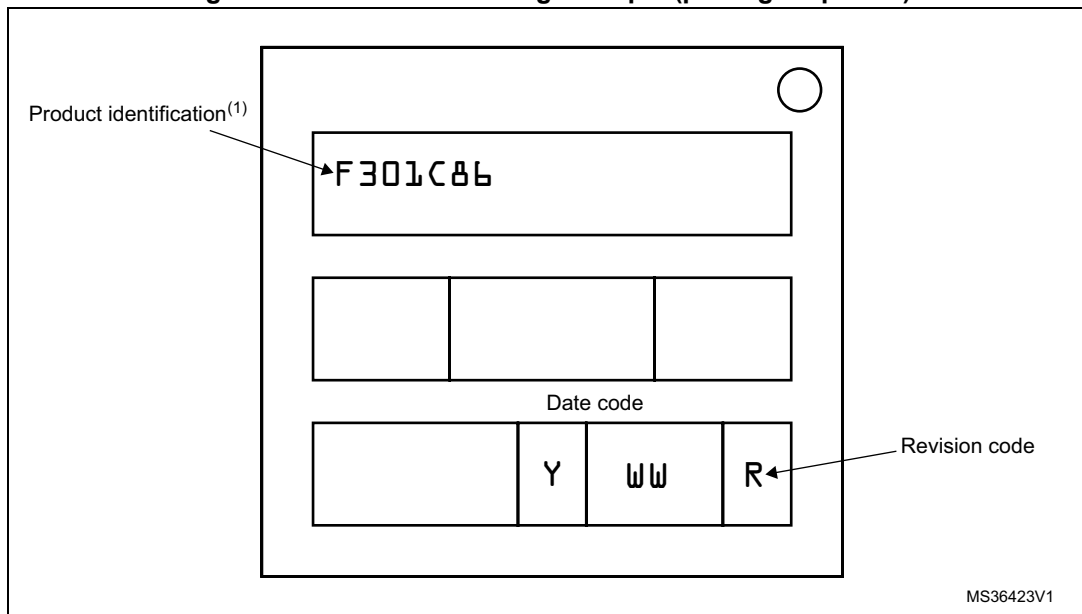 Product identification(1)
F301C86
Date code
Y WW R
Revision code
MS36423V1